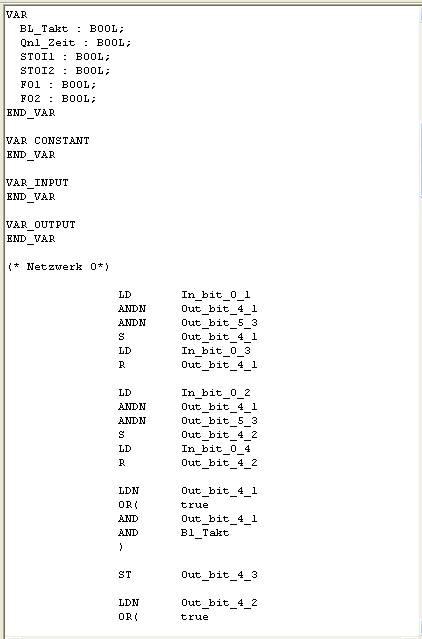 VAR
BL_Takt : BOOL;
Qnl_Zeit : BOOL;
STOI1 : BOOL;
STOI2 : BOOL;
FO1 : BOOL;
FO2 : BOOL;
END_VAR
VAR CONSTANT
END_VAR
VAR_INPUT
END_VAR
VAR_OUTPUT
END_VAR
(* Netzwerk 0*)
LD In_bit_0_1
ANDN Out_bit_4_1
ANDN Out_bit_5_3
S Out_bit_4_1
LD In_bit_0_3
R Out_bit_4_1
LD In_bit_0_2
ANDN Out_bit_4_1
ANDN Out_bit_5_3
S Out_bit_4_2
LD In_bit_0_4
R Out_bit_4_2
LDN Out_bit_4_1
OR( true
AND Out_bit_4_1
AND Bl_Takt
)
ST Out_bit_4_3
LDN Out_bit_4_2
OR( true